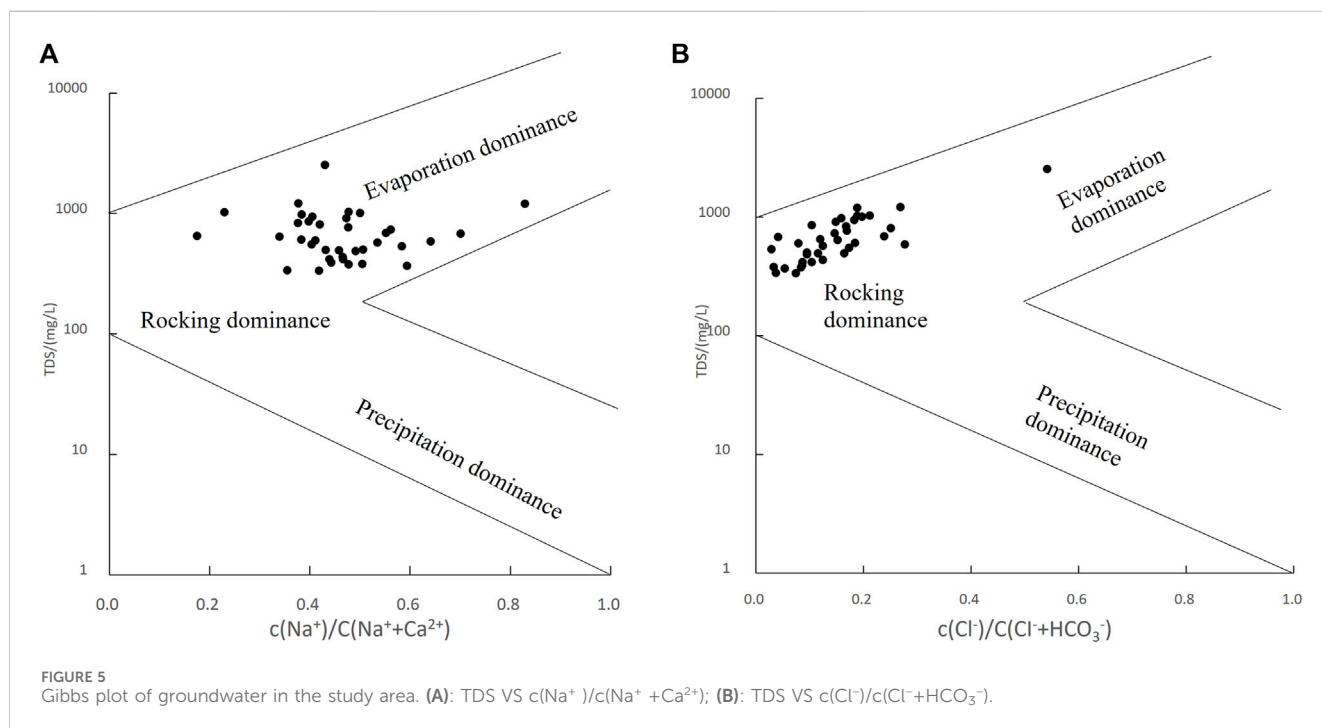 A
10000
1000
100
10
1
TDS/(mg/L)
Evaporation dominance
Rocking dominance
Precipitation dominance
0.0 0.2 0.4 0.6 0.8 1.0
c(Na⁺)/C(Na⁺+Ca²⁺)
B
10000
1000
100
10
1
TDS/(mg/L)
Evaporation
dominance
Rocking
dominance
Precipitation
dominance
0.0 0.2 0.4 0.6 0.8 1.0
c(Cl⁻)/C(Cl⁻+HCO₃⁻)
FIGURE 5
Gibbs plot of groundwater in the study area. (A): TDS VS c(Na⁺ )/c(Na⁺ +Ca²⁺); (B): TDS VS c(Cl⁻)/c(Cl⁻+HCO₃⁻).